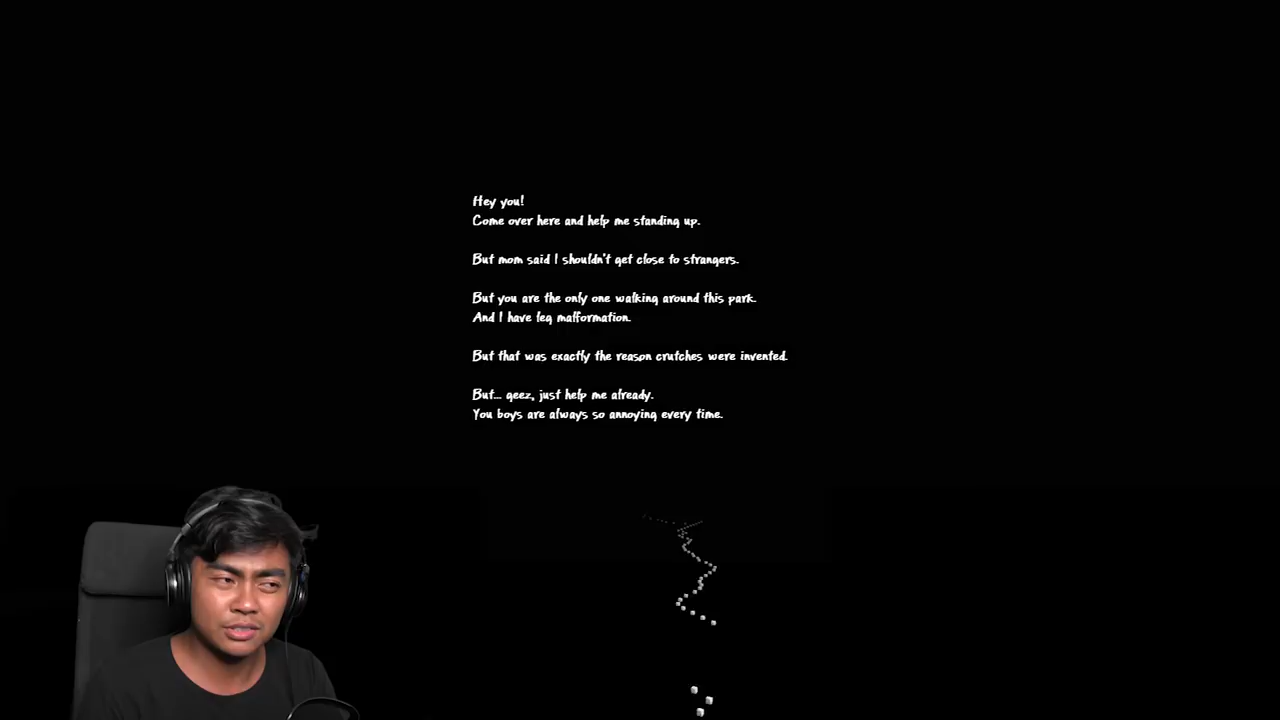 Hey you!
Come over here and help me standing up.
But mom said I shouldn't get close to strangers.
But you are the only one walking around this park.
And I have leg malformation.
But that was exactly the reason crutches were invented.
But... geez, just help me already.
You boys are always so annoying every time.